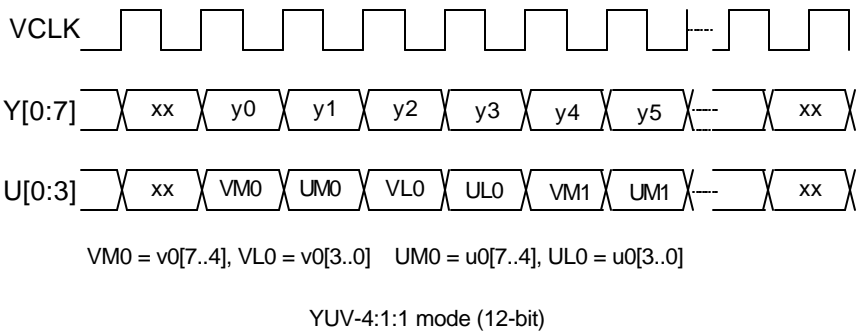 VCLK
Y[0:7] xx y0 y1 y2 y3 y4 y5 xx
U[0:3] xx VM0 UM0 VL0 UL0 VM1 UM1 xx
VM0 = v0[7..4], VL0 = v0[3..0] UM0 = u0[7..4], UL0 = u0[3..0]
YUV-4:1:1 mode (12-bit)